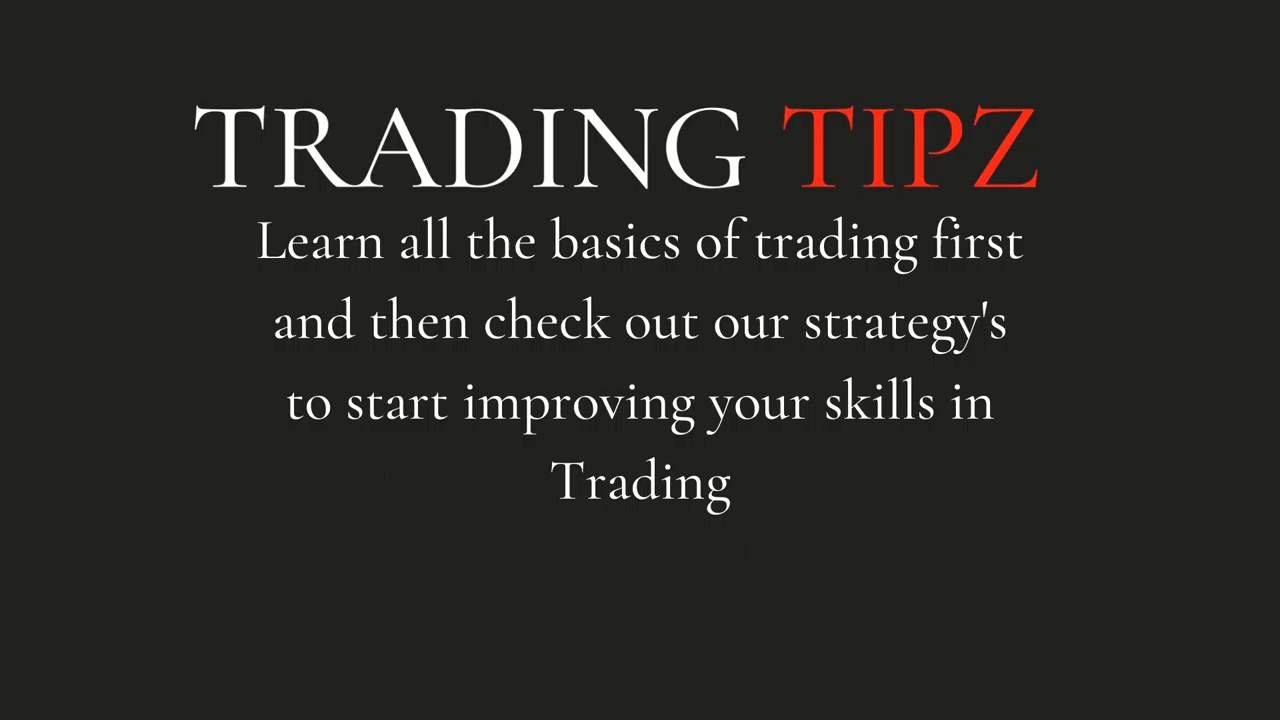 TRADING TIPZ
Learn all the basics of trading first
and then check out our strategy's
to start improving your skills in
Trading